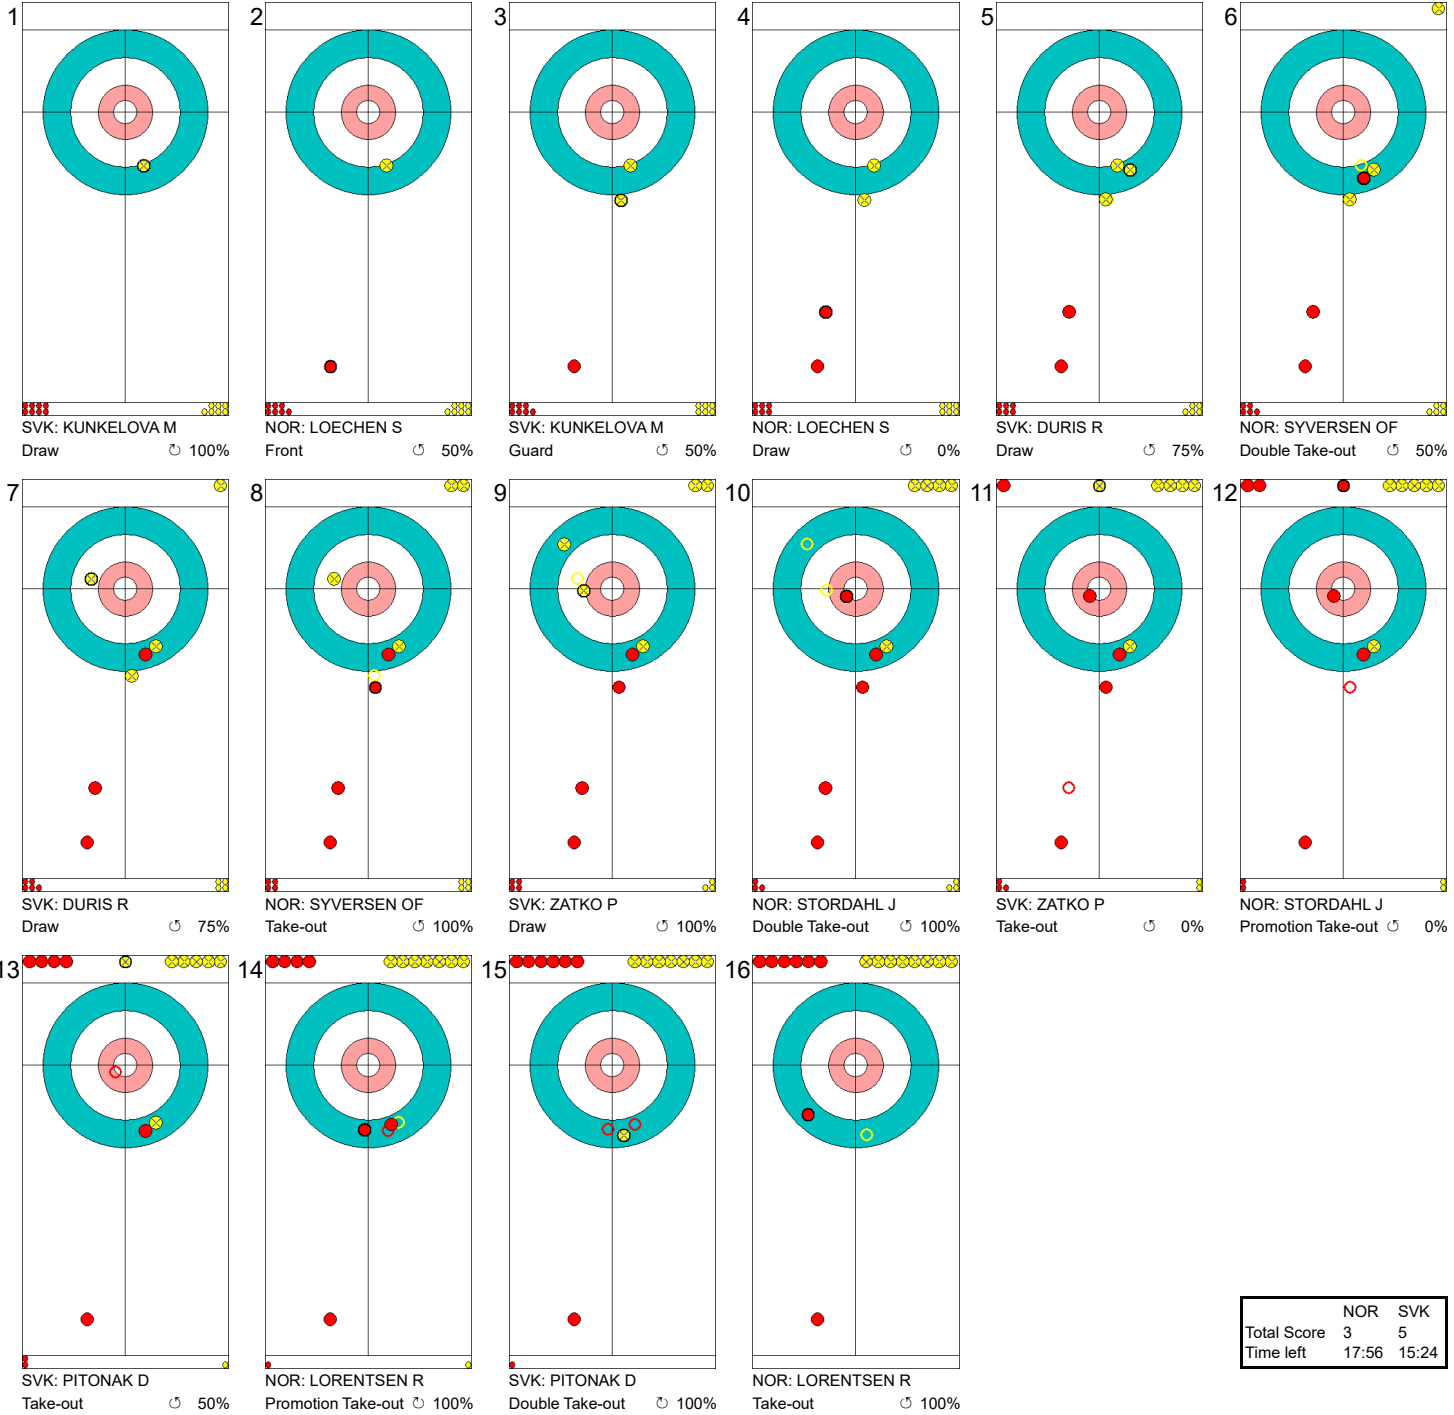 1 2 3 4 5 6
SVK: KUNKELOVA M NOR: LOECHEN S SVK: KUNKELOVA M NOR: LOECHEN S SVK: DURIS R NOR: SYVERSEN OF
Draw ↻ 100% Front ↺ 50% Guard ↺ 50% Draw ↺ 0% Draw ↺ 75% Double Take-out ↺ 50%
7 8 9 10 11 12
SVK: DURIS R NOR: SYVERSEN OF SVK: ZATKO P NOR: STORDAHL J SVK: ZATKO P NOR: STORDAHL J
Draw ↺ 75% Take-out ↺ 100% Draw ↺ 100% Double Take-out ↺ 100% Take-out ↺ 0% Promotion Take-out ↺ 0%
13 14 15 16
SVK: PITONAK D NOR: LORENTSEN R SVK: PITONAK D NOR: LORENTSEN R
Take-out ↺ 50% Promotion Take-out ↻ 100% Double Take-out ↺ 100% Take-out ↺ 100%
NOR SVK
Total Score 3 5
Time left 17:56 15:24